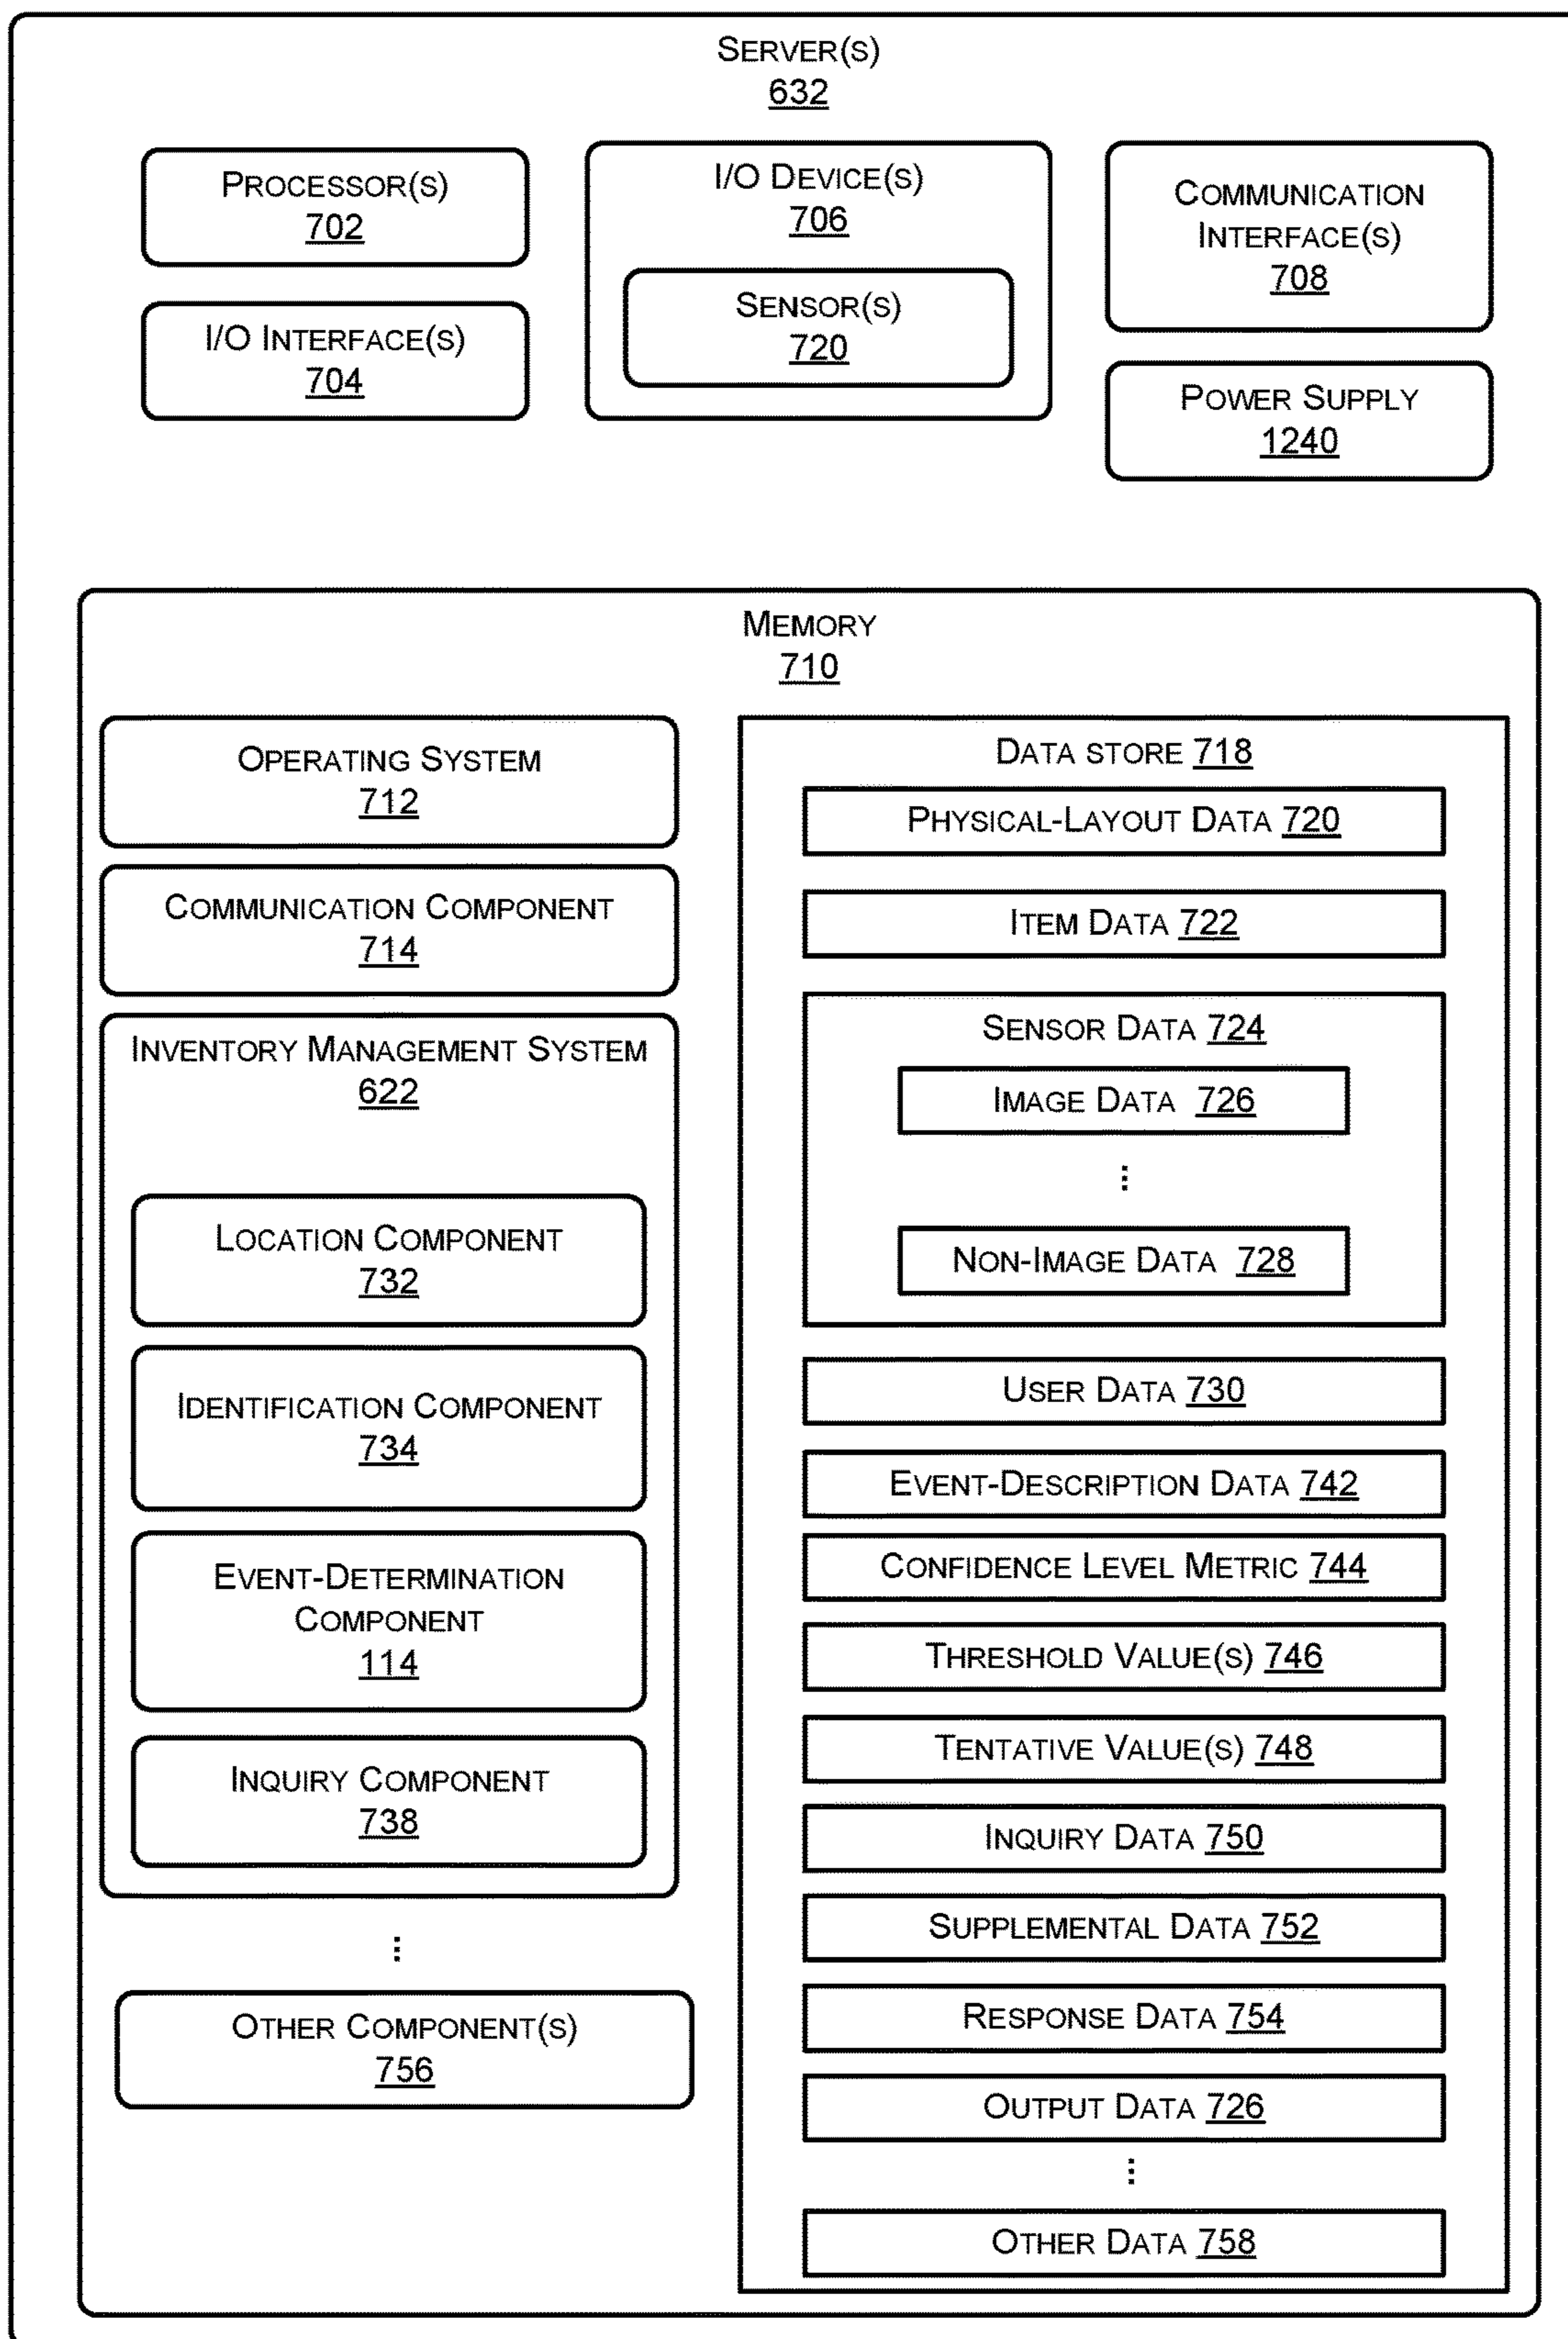 SERVER(S)
632
PROCESSOR(S)
702
I/O INTERFACE(S)
704
I/O DEVICE(S)
706
SENSOR(S)
720
COMMUNICATION
INTERFACE(S)
708
POWER SUPPLY
1240
MEMORY
710
OPERATING SYSTEM
712
COMMUNICATION COMPONENT
714
INVENTORY MANAGEMENT SYSTEM
622
LOCATION COMPONENT
732
IDENTIFICATION COMPONENT
734
EVENT-DETERMINATION
COMPONENT
114
INQUIRY COMPONENT
738
⋮
OTHER COMPONENT(S)
756
DATA STORE 718
PHYSICAL-LAYOUT DATA 720
ITEM DATA 722
SENSOR DATA 724
IMAGE DATA 726
⋮
NON-IMAGE DATA 728
USER DATA 730
EVENT-DESCRIPTION DATA 742
CONFIDENCE LEVEL METRIC 744
THRESHOLD VALUE(S) 746
TENTATIVE VALUE(S) 748
INQUIRY DATA 750
SUPPLEMENTAL DATA 752
RESPONSE DATA 754
OUTPUT DATA 726
⋮
OTHER DATA 758